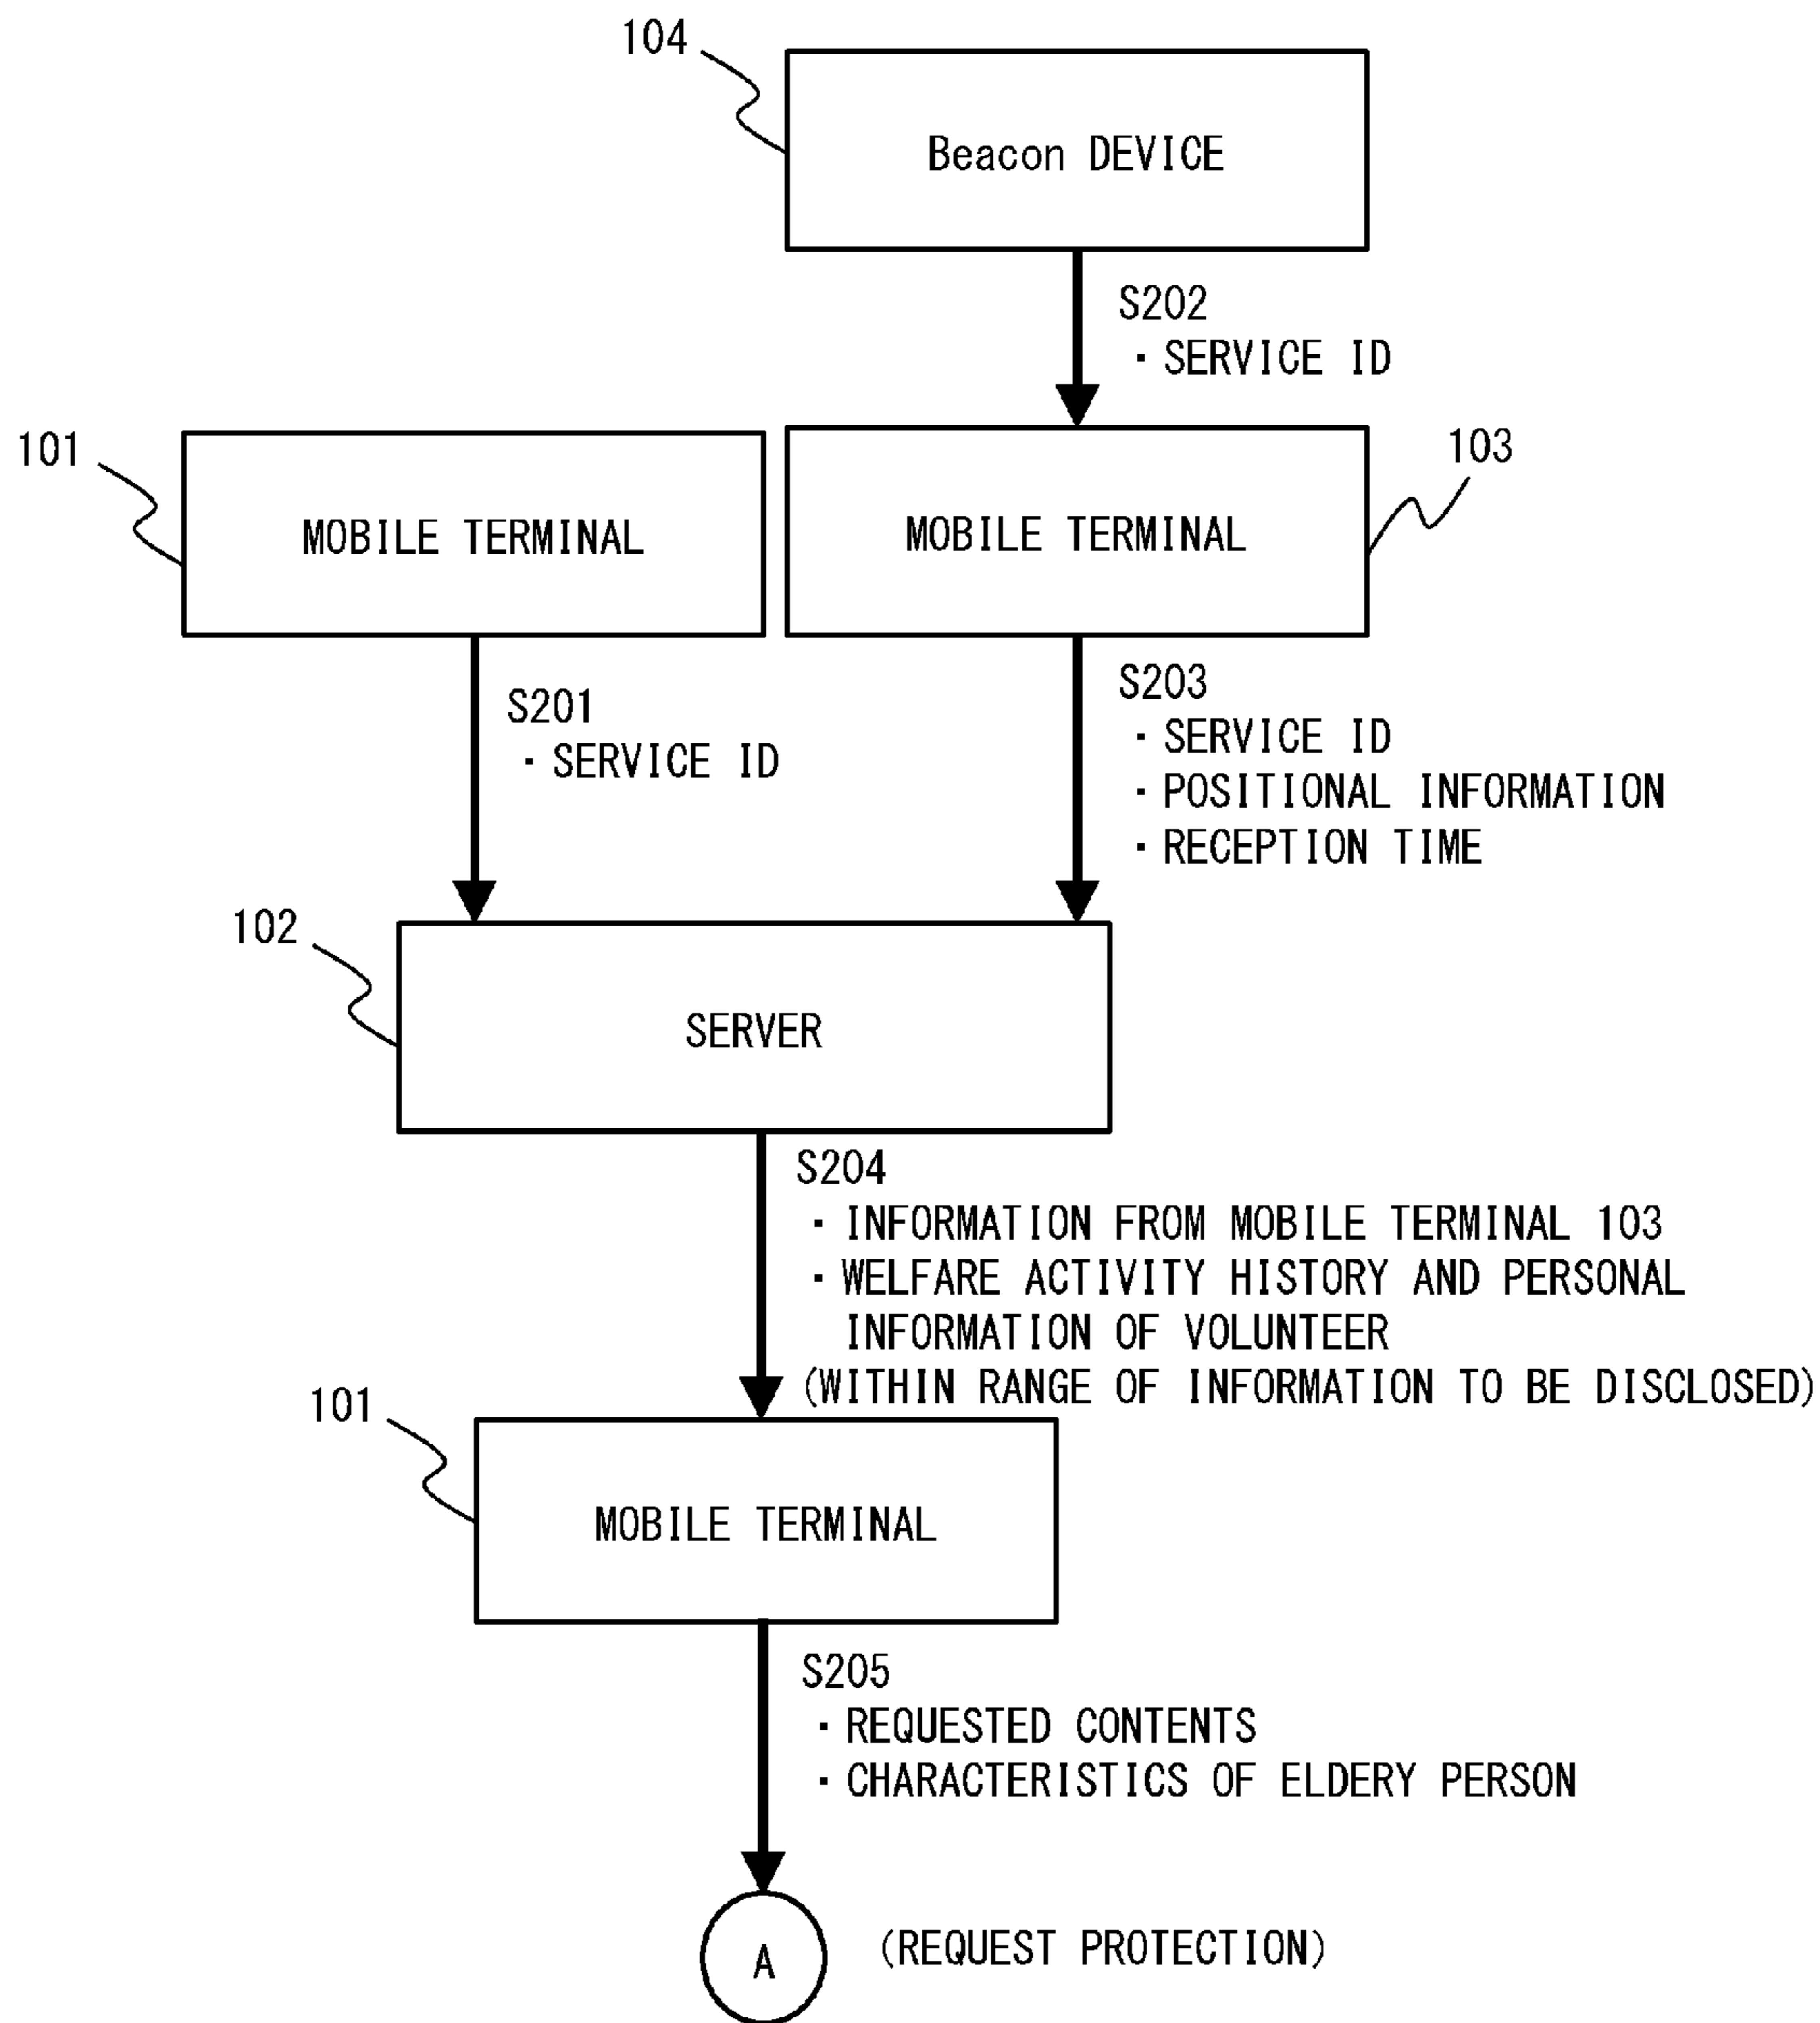 104
Beacon DEVICE
S202
・SERVICE ID
101
103
MOBILE TERMINAL
MOBILE TERMINAL
S201
・SERVICE ID
S203
・SERVICE ID
・POSITIONAL INFORMATION
・RECEPTION TIME
102
SERVER
S204
・INFORMATION FROM MOBILE TERMINAL 103
・WELFARE ACTIVITY HISTORY AND PERSONAL
INFORMATION OF VOLUNTEER
(WITHIN RANGE OF INFORMATION TO BE DISCLOSED)
101
MOBILE TERMINAL
S205
・REQUESTED CONTENTS
・CHARACTERISTICS OF ELDERY PERSON
A
(REQUEST PROTECTION)